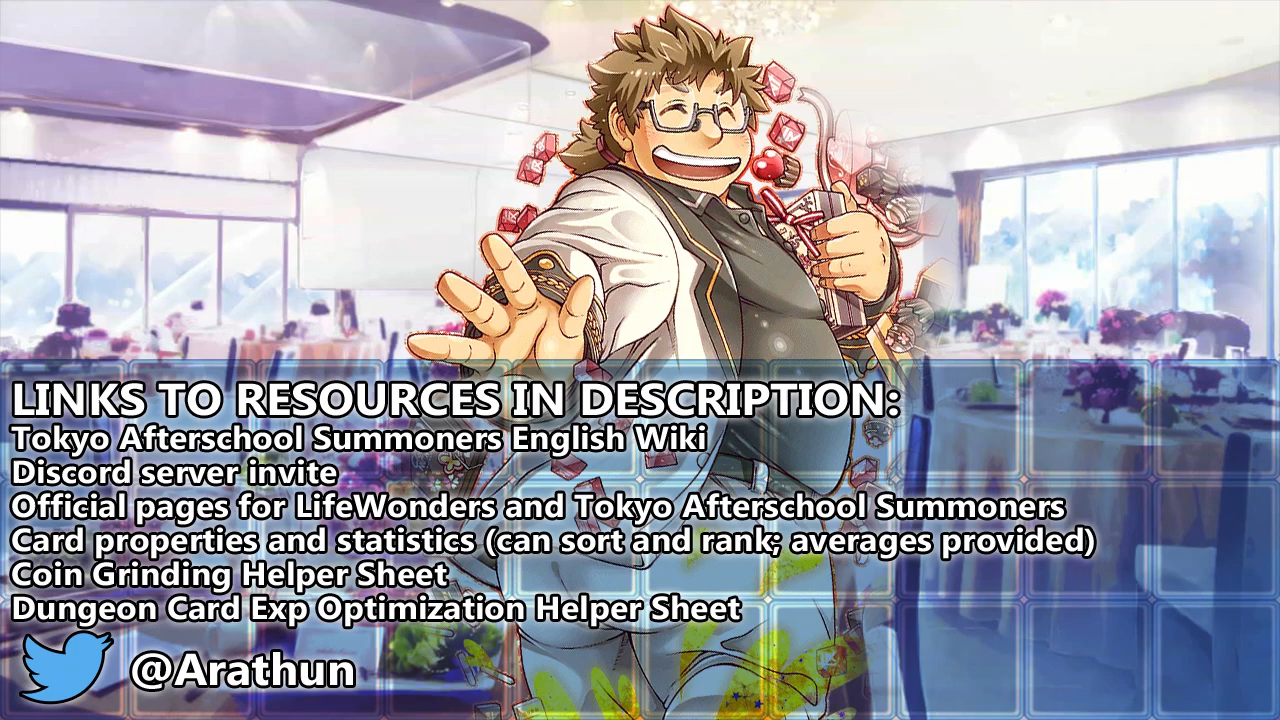 LINKS TO RESOURCES IN DESCRIPTION:
Tokyo Afterschool Summoners English Wiki
Discord server invite
Official pages for LifeWonders and Tokyo Afterschool Summoners
Card properties and statistics (can sort and rank; averages provided)
Coin Grinding Helper Sheet
Dungeon Card Exp Optimization Helper Sheet
@Arathun